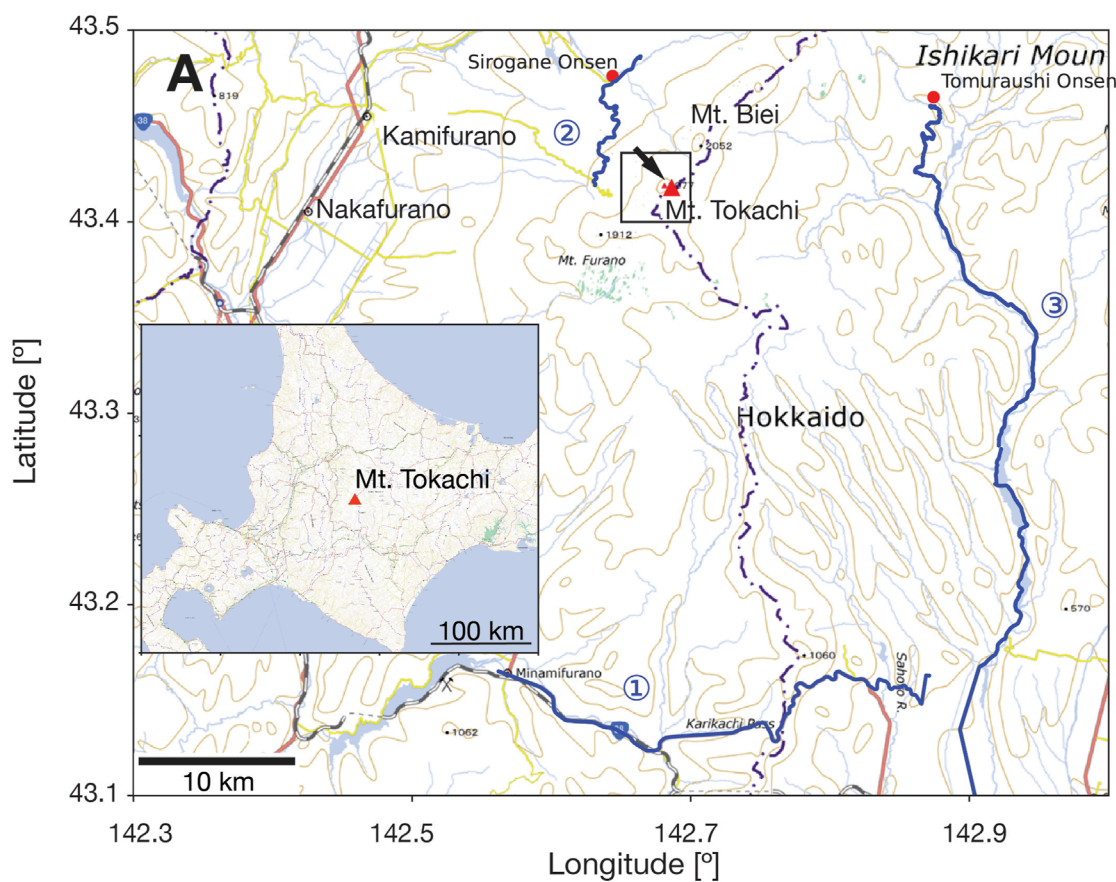 43.5
43.4
43.3
43.2
43.1
Latitude [º]
142.3
142.5
142.7
142.9
Longitude [º]
A
819
38
Kamifurano
Nakafurano
Sirogane Onsen
②
Mt. Biei
2052
Mt. Tokachi
1912
Mt. Furano
Ishikari Moun
Tomuraushi Onsen
③
Hokkaido
Mt. Tokachi
100 km
570
1060
Minamifurano
①
Karikachi Pass
Sahoro R.
1062
10 km